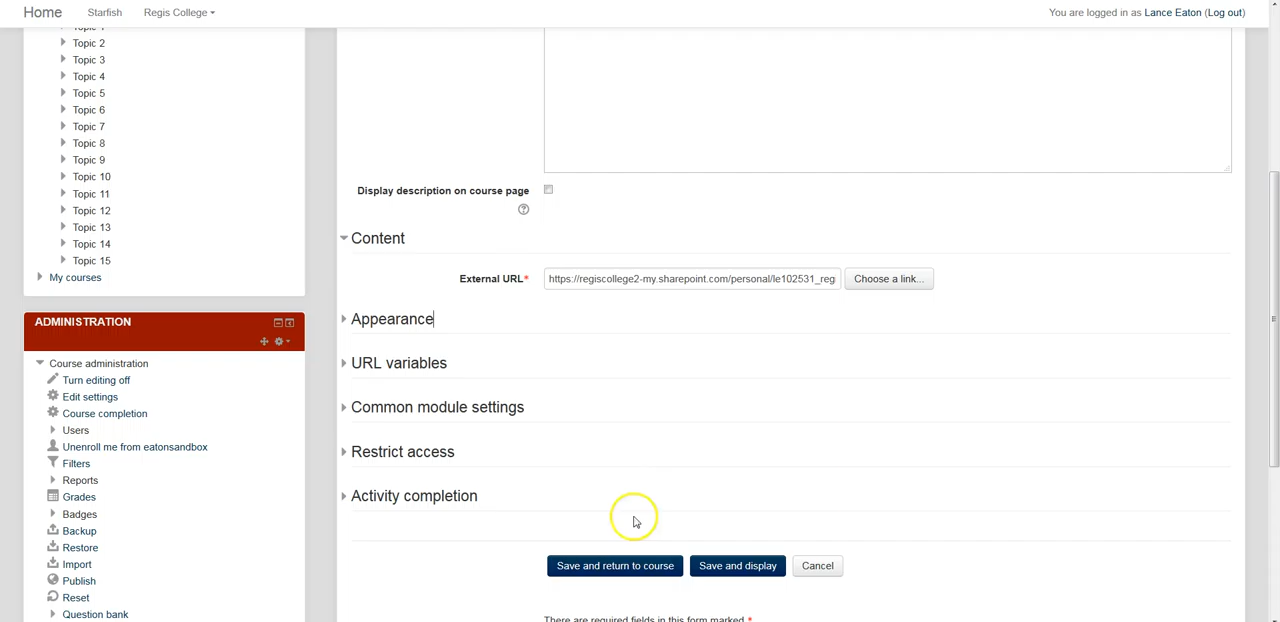 Home Starfish Regis College You are logged in as Lance Eaton (Log out)
Topic 2
Topic 3
Topic 4
Topic 5
Topic 6
Topic 7
Topic 8
Topic 9
Topic 10
Topic 11
Topic 12
Topic 13
Topic 14
Topic 15
My courses
ADMINISTRATION
Course administration
Turn editing off
Edit settings
Course completion
Users
Unenroll me from eatonsandbox
Filters
Reports
Grades
Badges
Backup
Restore
Import
Publish
Reset
Question bank
Display description on course page
Content
External URL* https://regiscollege2-my.sharepoint.com/personal/le102531_reg Choose a link...
Appearance
URL variables
Common module settings
Restrict access
Activity completion
Save and return to course Save and display Cancel
There are required fields in this form marked *